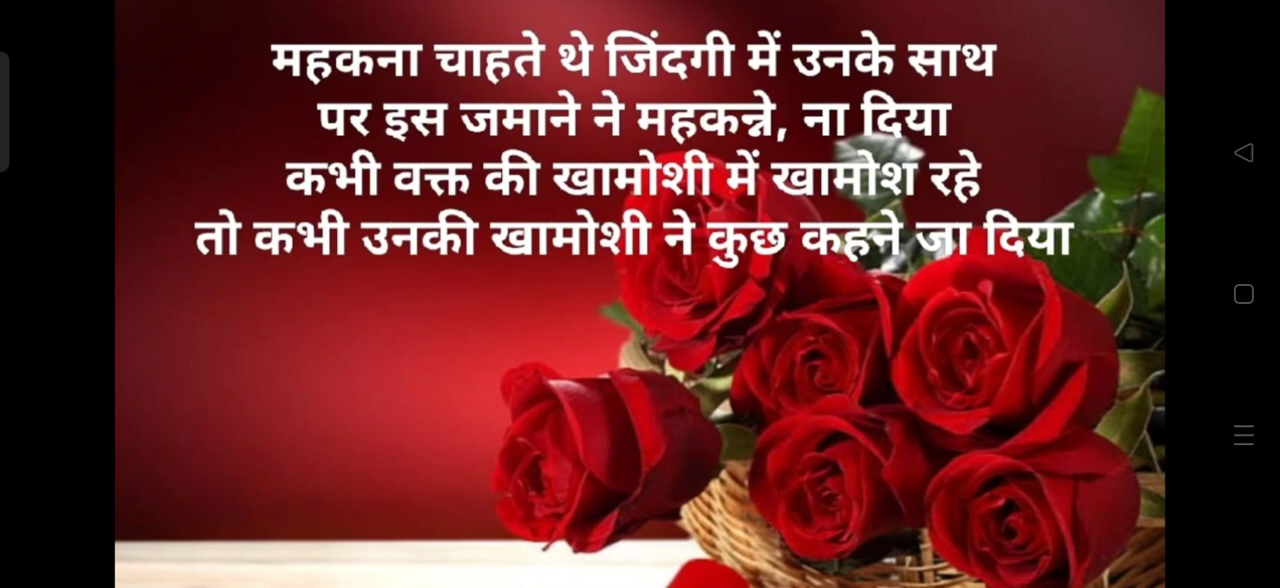 महकना चाहते थे जिंदगी में उनके साथ
पर इस जमाने ने महकन्ने, ना दिया
कभी वक्त की खामोशी में खामोश रहे
तो कभी उनकी खामोशी ने कुछ कहने जा दिया